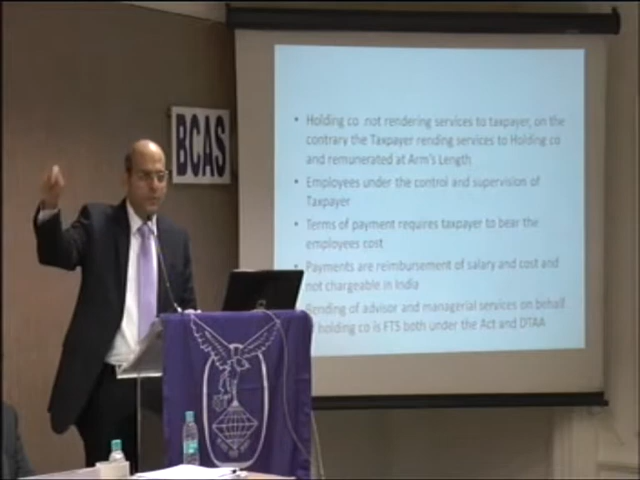 BCAS
• Holding co not rendering services to taxpayer, on the
contrary the Taxpayer rending services to Holding co
and remunerated at Arm's Length
• Employees under the control and supervision of
Taxpayer
• Terms of payment requires taxpayer to bear the
employees cost
• Payments are reimbursement of salary and cost and
not chargeable in India
Rending of advisor and managerial services on behalf
holding co is FTS both under the Act and DTAA